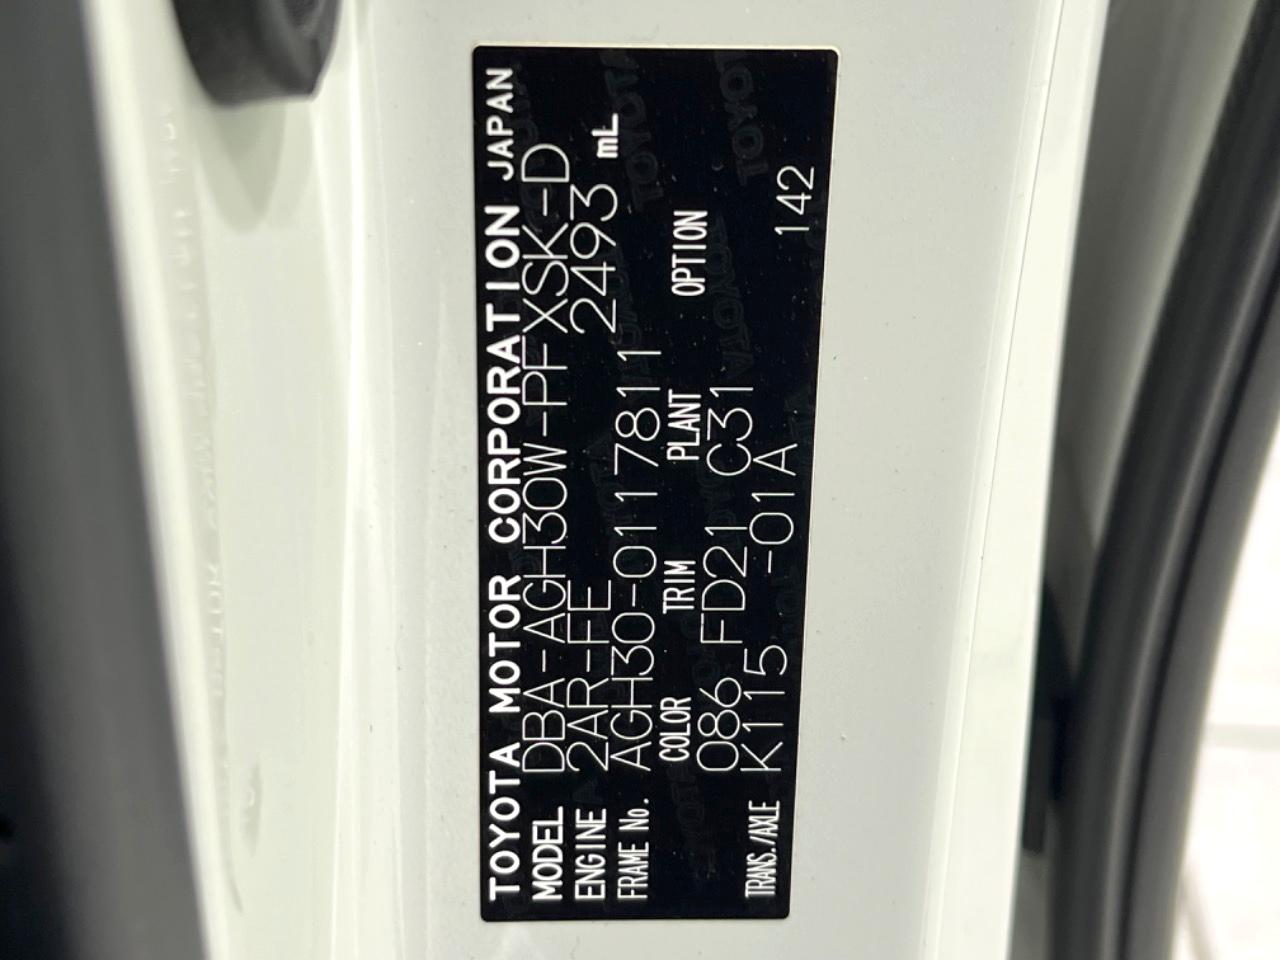 TOYOTA MOTOR CORPORATION JAPAN
MODEL DBA-AGH30W-PFXSK-D
ENGINE 2AR-FE 2493 mL
FRAME No. AGH30-0117811
COLOR TRIM PLANT OPTION
086 FD21 C31
TRANS./AXLE K115 -01A 142